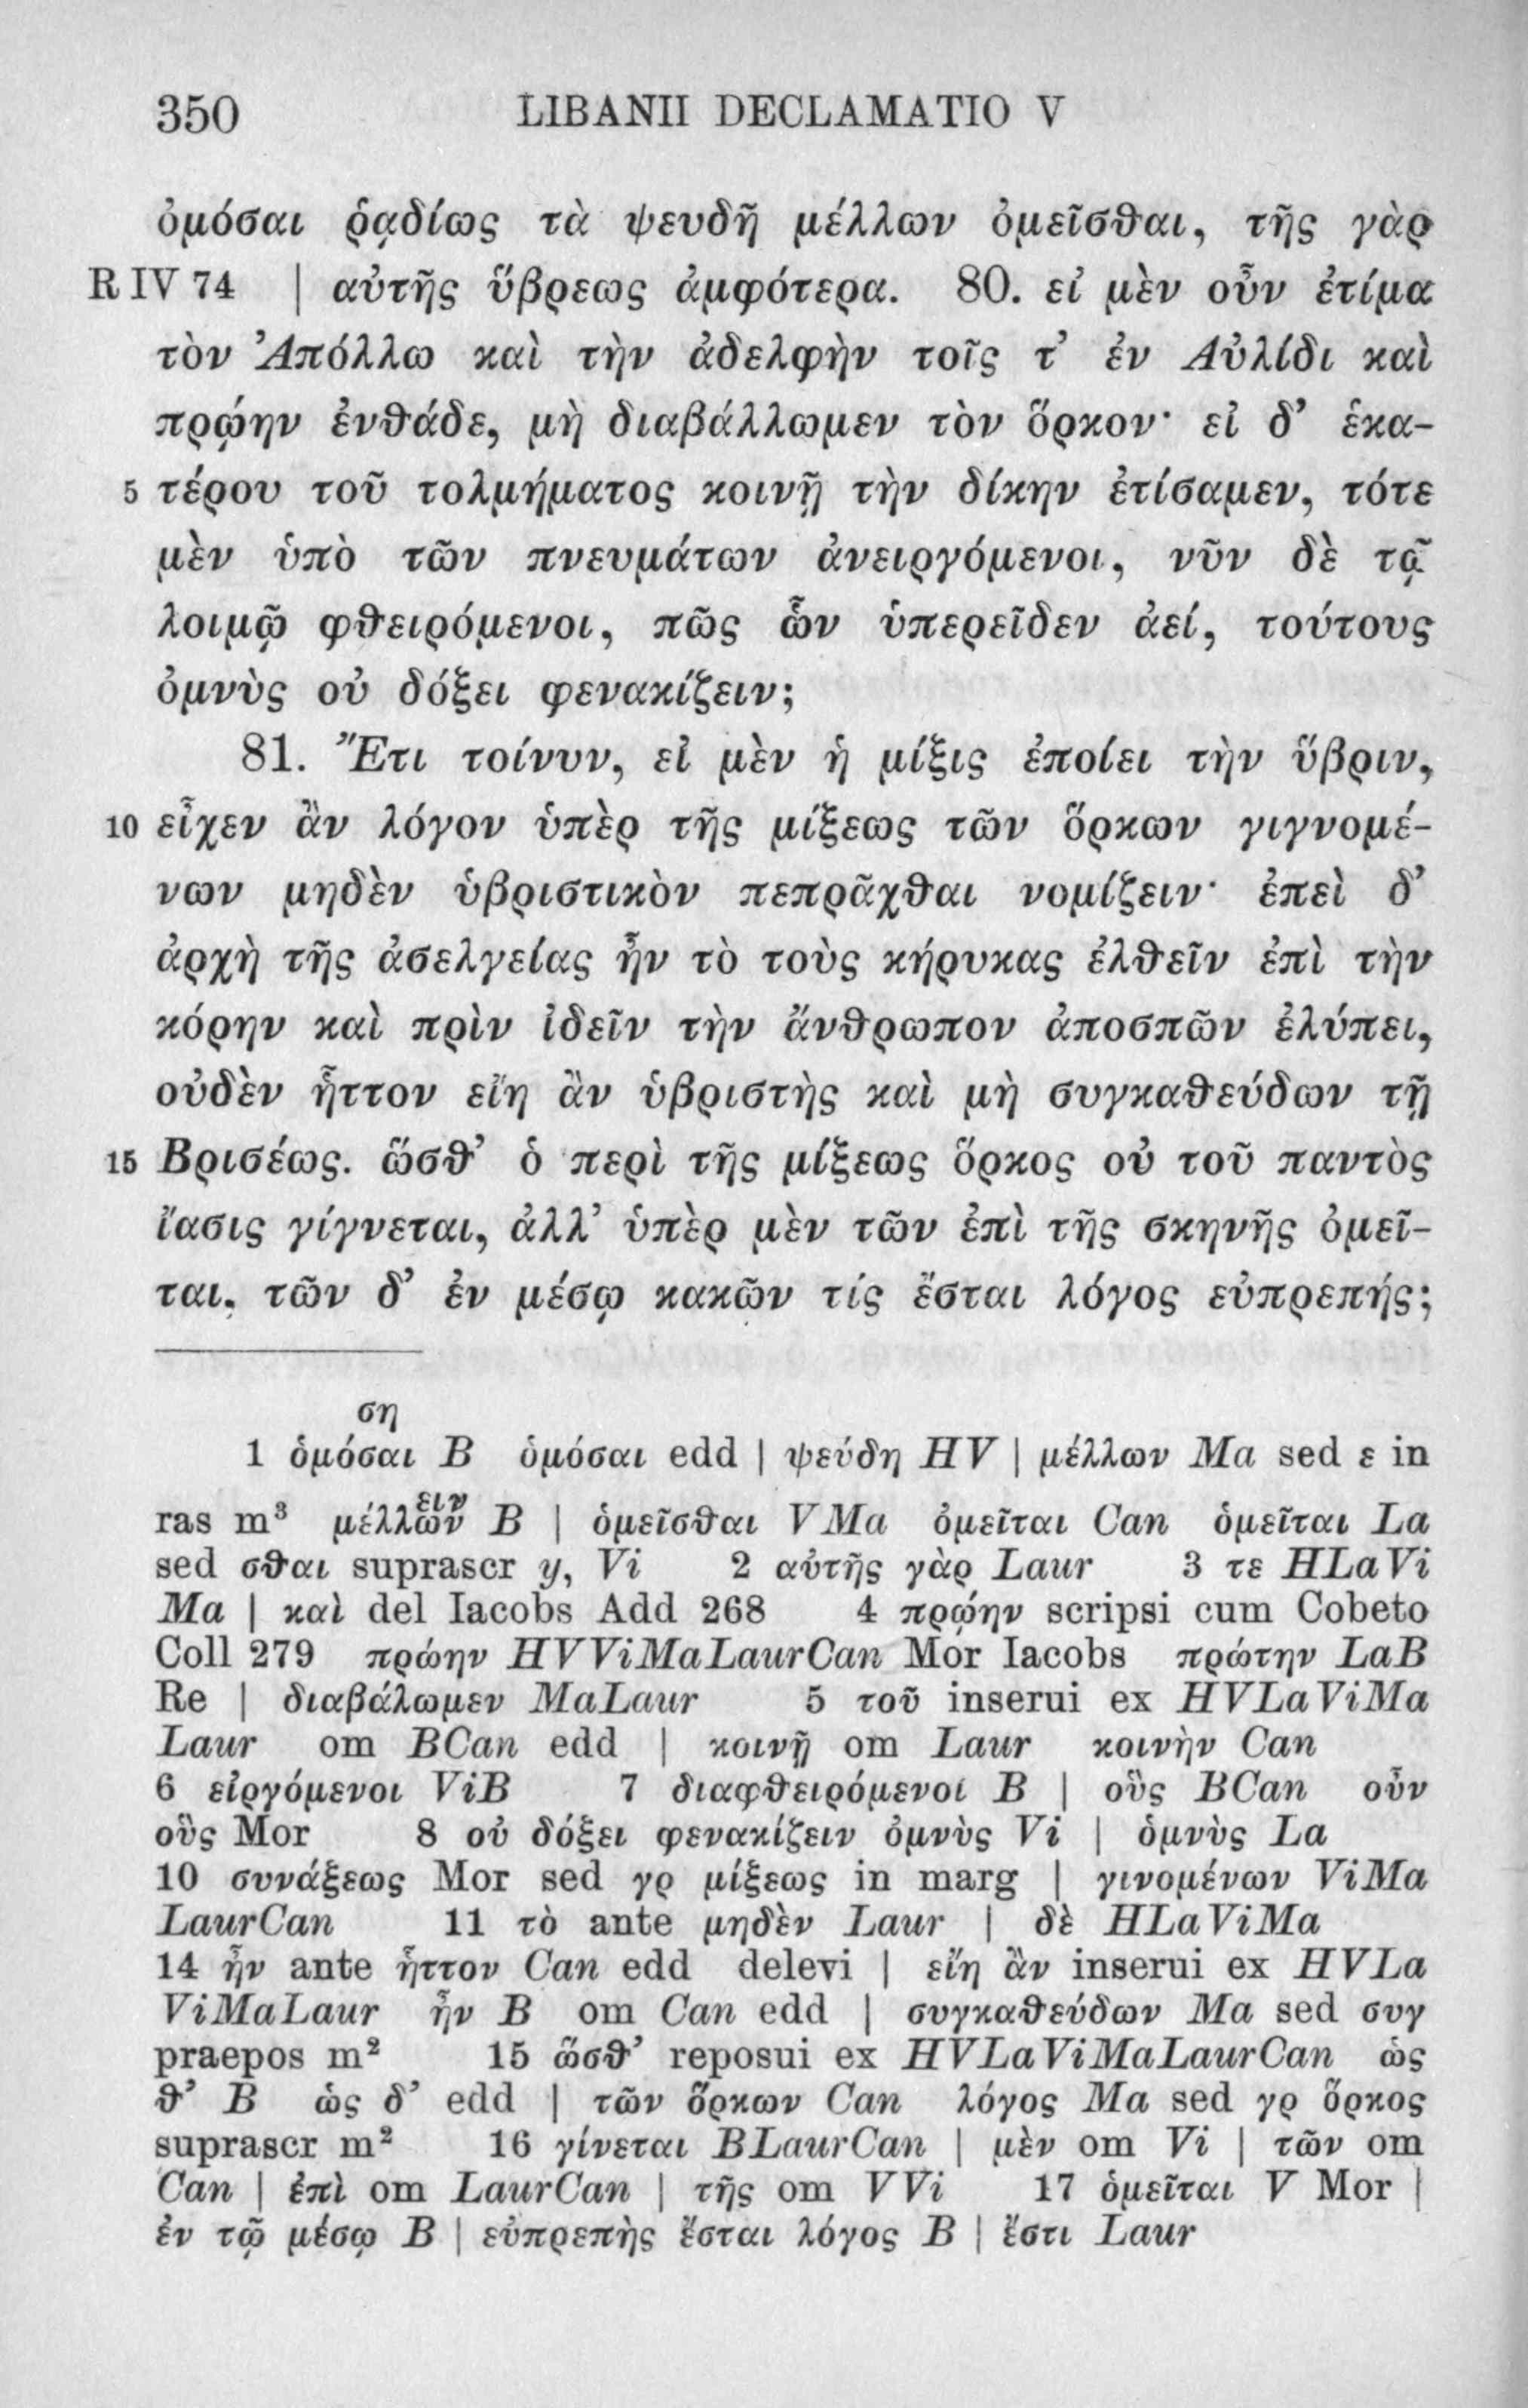 350 LIBANII DECLAMATIO V
ὀμόσαι ῥᾳδίως τὰ ψευδῆ μέλλων ὀμεῖσθαι, τῆς γὰρ
R IV 74 | αὐτῆς ὕβρεως ἀμφότερα. 80. εἰ μὲν οὖν ἐτίμα
τὸν Ἀπόλλω καὶ τὴν ἀδελφὴν τοῖς τ’ ἐν Αὐλίδι καὶ
πρῴην ἐνθάδε, μὴ διαβάλλωμεν τὸν ὅρκον· εἰ δ’ ἑκα-
5 τέρου τοῦ τολμήματος κοινῇ τὴν δίκην ἐτίσαμεν, τότε
μὲν ὑπὸ τῶν πνευμάτων ἀνειργόμενοι, νῦν δὲ τῷ
λοιμῷ φθειρόμενοι, πῶς ὧν ὑπερεῖδεν ἀεί, τούτους
ὀμνὺς οὐ δόξει φενακίζειν;
81. Ἔτι τοίνυν, εἰ μὲν ἡ μίξις ἐποίει τὴν ὕβριν,
10 εἶχεν ἂν λόγον ὑπὲρ τῆς μίξεως τῶν ὅρκων γιγνομέ-
νων μηδὲν ὑβριστικὸν πεπρᾶχθαι νομίζειν· ἐπεὶ δ’
ἀρχὴ τῆς ἀσελγείας ἦν τὸ τοὺς κήρυκας ἐλθεῖν ἐπὶ τὴν
κόρην καὶ πρὶν ἰδεῖν τὴν ἄνθρωπον ἀποσπῶν ἐλύπει,
οὐδὲν ἧττον εἴη ἂν ὑβριστὴς καὶ μὴ συγκαθεύδων τῇ
15 Βρισέως. ὥσθ’ ὁ περὶ τῆς μίξεως ὅρκος οὐ τοῦ παντὸς
ἴασις γίγνεται, ἀλλ’ ὑπὲρ μὲν τῶν ἐπὶ τῆς σκηνῆς ὀμεῖ-
ται, τῶν δ’ ἐν μέσῳ κακῶν τίς ἔσται λόγος εὐπρεπής;
ση
1 ὁμόσαι B ὁμόσαι edd | ψεύδη HV | μέλλων Ma sed ε in
ειν
ras m³ μέλλων B | ὁμεῖσθαι VMa ὀμεῖται Can ὁμεῖται La
sed σθαι suprascr y, Vi 2 αὐτῆς γὰρ Laur 3 τε HLaVi
Ma | καὶ del Iacobs Add 268 4 πρῴην scripsi cum Cobeto
Coll 279 πρώην HVViMaLaurCan Mor Iacobs πρώτην LaB
Re | διαβάλωμεν MaLaur 5 τοῦ inserui ex HVLaViMa
Laur om BCan edd | κοινῇ om Laur κοινὴν Can
6 εἰργόμενοι ViB 7 διαφθειρόμενοι B | οὓς BCan οὖν
οὓς Mor 8 οὐ δόξει φενακίζειν ὀμνὺς Vi | ὁμνὺς La
10 συνάξεως Mor sed γρ μίξεως in marg | γινομένων ViMa
LaurCan 11 τὸ ante μηδὲν Laur | δὲ HLaViMa
14 ἦν ante ἧττον Can edd delevi | εἴη ἂν inserui ex HVLa
ViMaLaur ἦν B om Can edd | συγκαθεύδων Ma sed συγ
praepos m² 15 ὥσθ’ reposui ex HVLaViMaLaurCan ὡς
θ’ B ὡς δ’ edd | τῶν ὅρκων Can λόγος Ma sed γρ ὅρκος
suprascr m² 16 γίνεται BLaurCan | μὲν om Vi | τῶν om
Can | ἐπὶ om LaurCan | τῆς om VVi 17 ὁμεῖται V Mor |
ἐν τῷ μέσῳ B | εὐπρεπὴς ἔσται λόγος B | ἔστι Laur